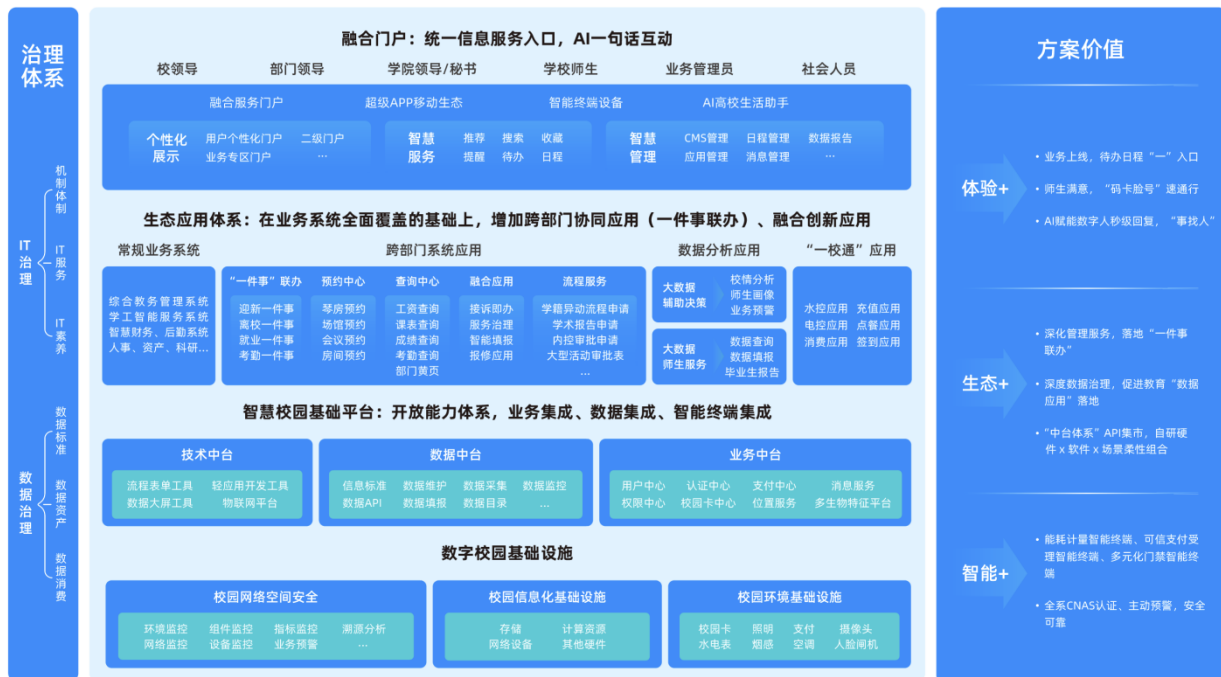 治理
体系
IT
治理
机制体制
IT服务
IT素养
数据
治理
数据标准
数据资产
数据消费
融合门户：统一信息服务入口，AI一句话互动
校领导 部门领导 学院领导/秘书 学校师生 业务管理员 社会人员
融合服务门户 超级APP移动生态 智能终端设备 AI高校生活助手
个性化
展示
用户个性化门户 二级门户
业务专区门户 ...
智慧
服务
推荐 搜索 收藏
提醒 待办 日程
智慧
管理
CMS管理 日程管理 数据报告
应用管理 消息管理 ...
生态应用体系：在业务系统全面覆盖的基础上，增加跨部门协同应用（一件事联办）、融合创新应用
常规业务系统 跨部门系统应用 数据分析应用 “一校通”应用
综合教务管理系统
学工智能服务系统
智慧财务、后勤系统
人事、资产、科研...
“一件事”联办
迎新一件事
离校一件事
就业一件事
考勤一件事
预约中心
琴房预约
场馆预约
会议预约
房间预约
查询中心
工资查询
课表查询
成绩查询
考勤查询
部门黄页
融合应用
接诉即办
服务治理
智能填报
报修应用
流程服务
学籍异动流程申请
学术报告申请
内控审批申请
大型活动审批表
...
大数据
辅助决策
校情分析
师生画像
业务预警
大数据
师生服务
数据查询
数据填报
毕业生报告
水控应用 充值应用
电控应用 点餐应用
消费应用 签到应用
智慧校园基础平台：开放能力体系，业务集成、数据集成、智能终端集成
技术中台
流程表单工具 轻应用开发工具
数据大屏工具 物联网平台
数据中台
信息标准 数据维护 数据采集 数据监控
数据API 数据填报 数据目录 ...
业务中台
用户中心 认证中心 支付中心 消息服务
权限中心 校园卡中心 位置服务 多生物特征平台
数字校园基础设施
校园网络空间安全
环境监控 组件监控 指标监控 溯源分析
网络监控 设备监控 业务预警 ...
校园信息化基础设施
存储 计算资源
网络设备 其他硬件
校园环境基础设施
校园卡 照明 支付 摄像头
水电表 烟感 空调 人脸闸机
方案价值
体验+
• 业务上线，待办日程“一”入口
• 师生满意，“码卡脸号”速通行
• AI赋能数字人秒级回复，“事找人”
生态+
• 深化管理服务，落地“一件事
联办”
• 深度数据治理，促进教育“数据
应用”落地
• “中台体系”API集市，自研硬
件 x 软件 x 场景柔性组合
智能+
• 能耗计量智能终端、可信支付受
理智能终端、多元化门禁智能终
端
• 全系CNAS认证、主动预警，安全
可靠